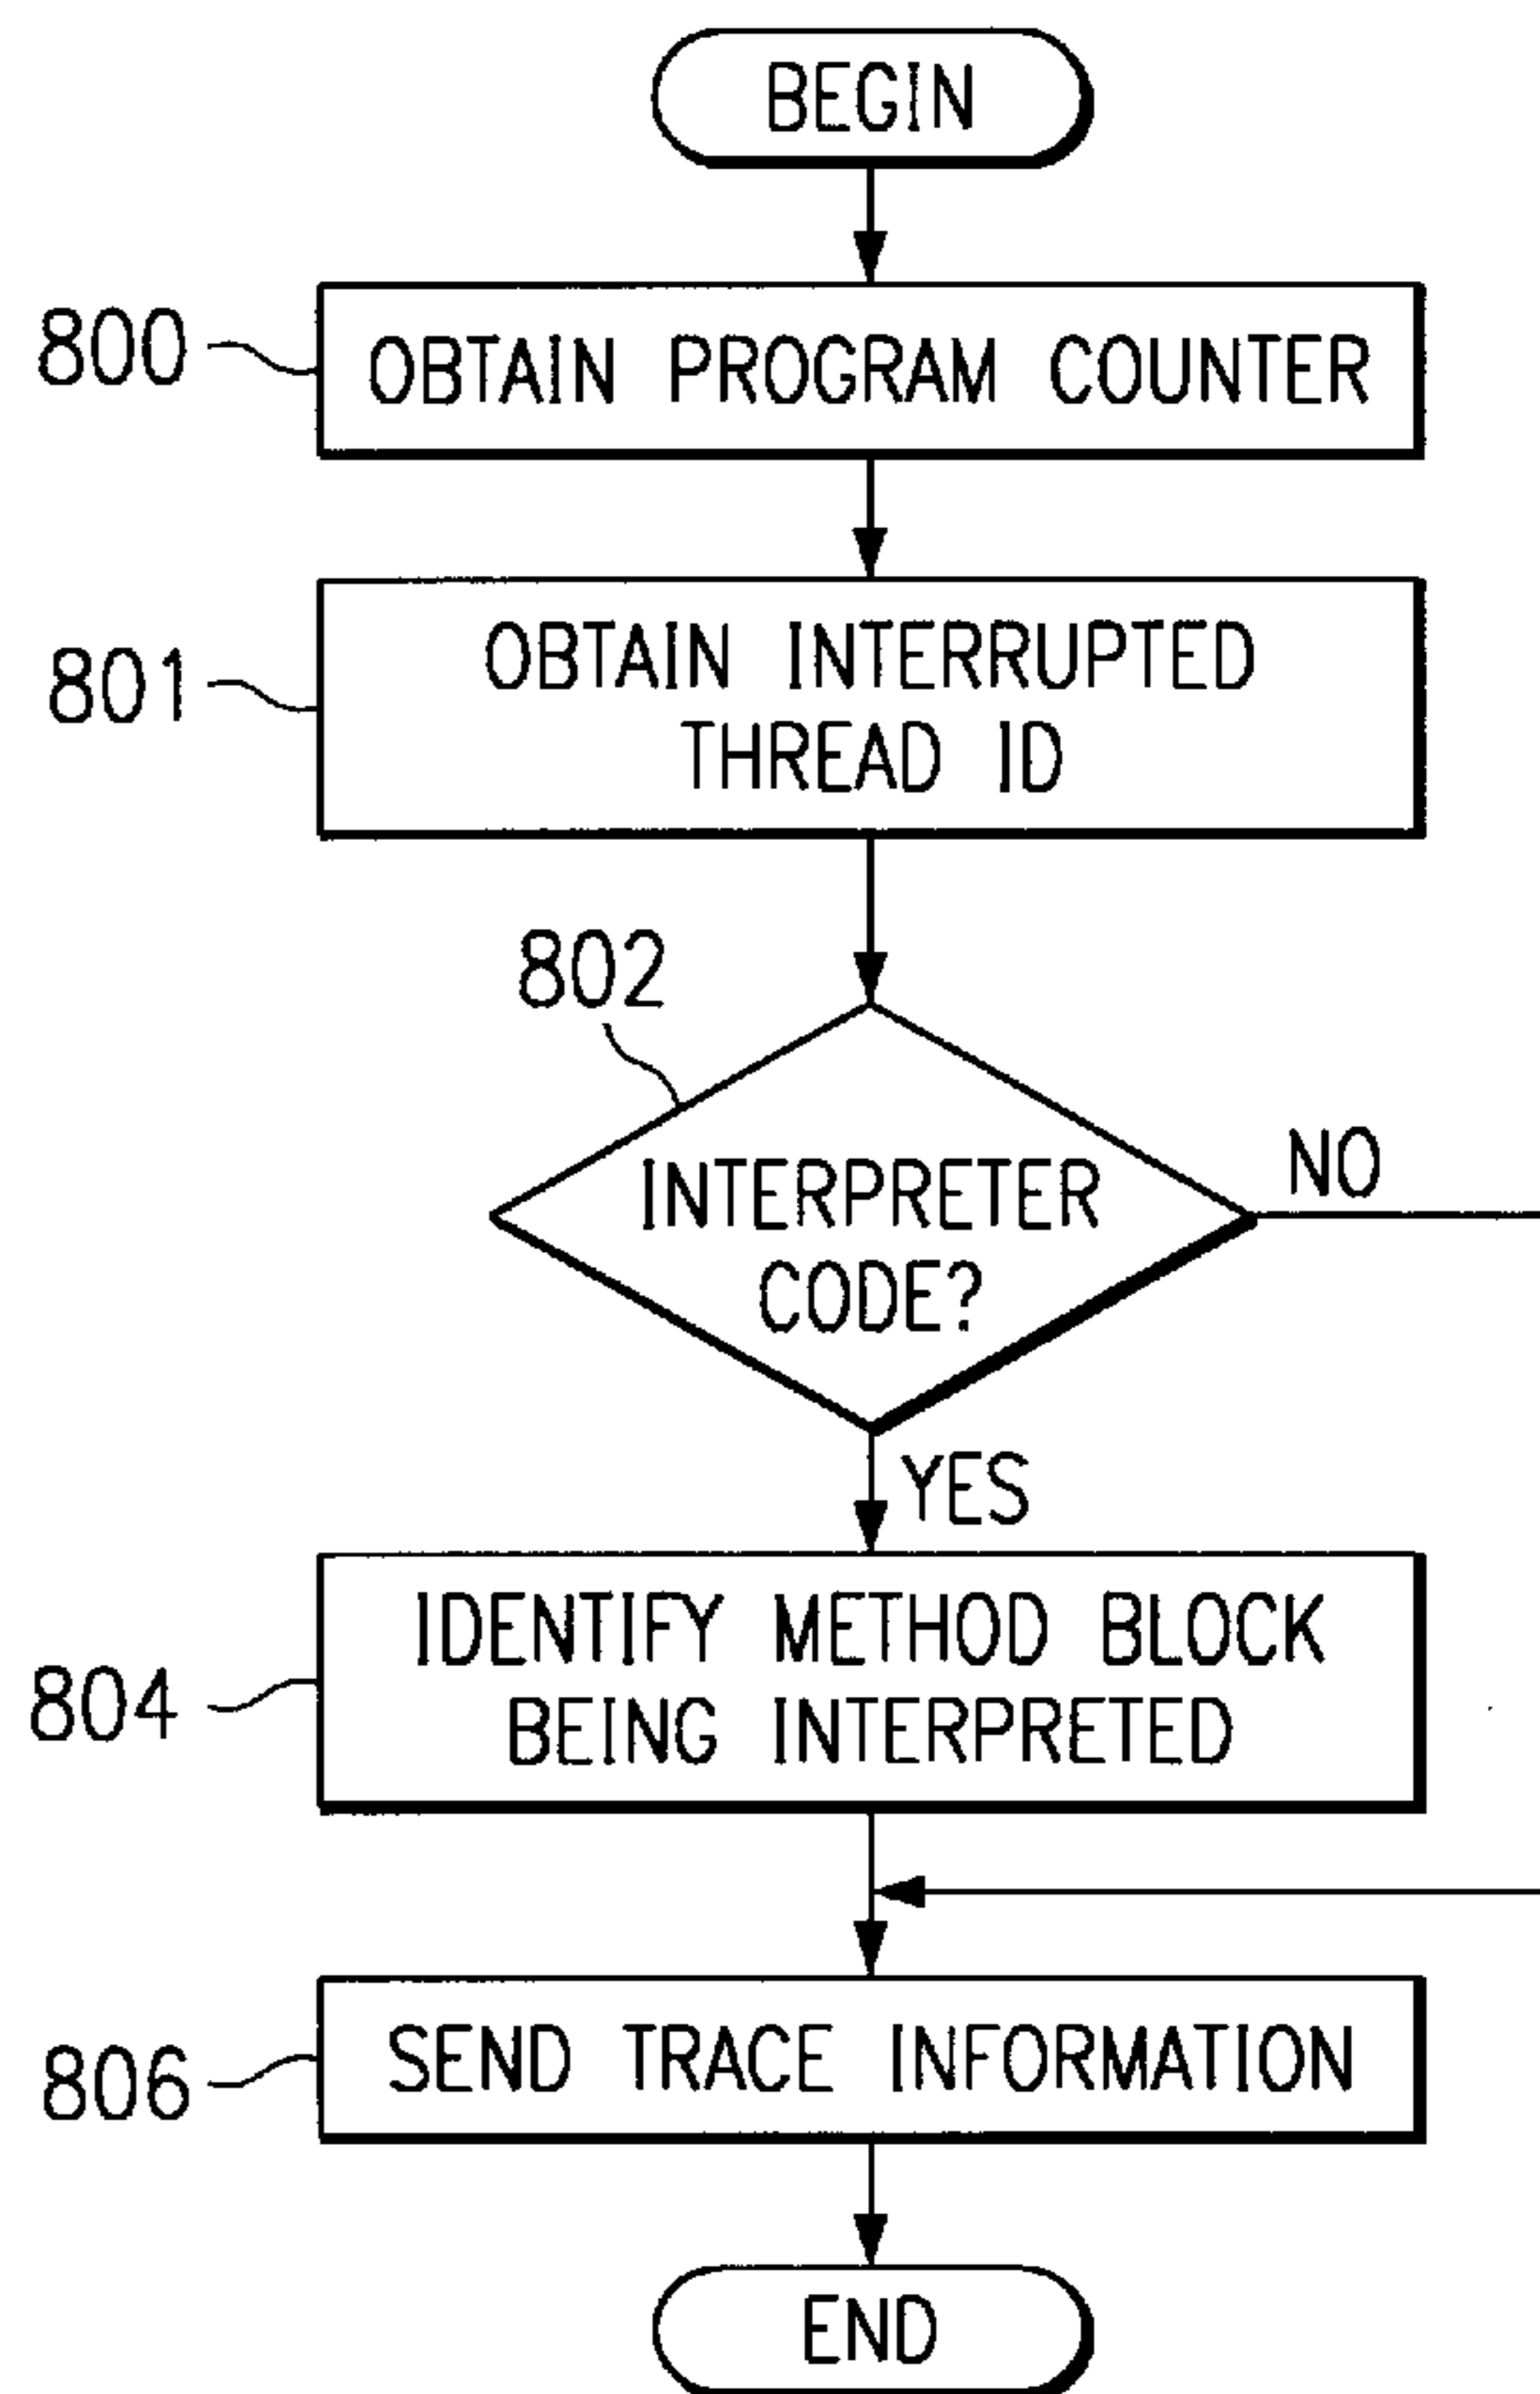 BEGIN
800
OBTAIN PROGRAM COUNTER
801
OBTAIN INTERRUPTED
THREAD ID
802
INTERPRETER
CODE?
NO
YES
804
IDENTIFY METHOD BLOCK
BEING INTERPRETED
806
SEND TRACE INFORMATION
END